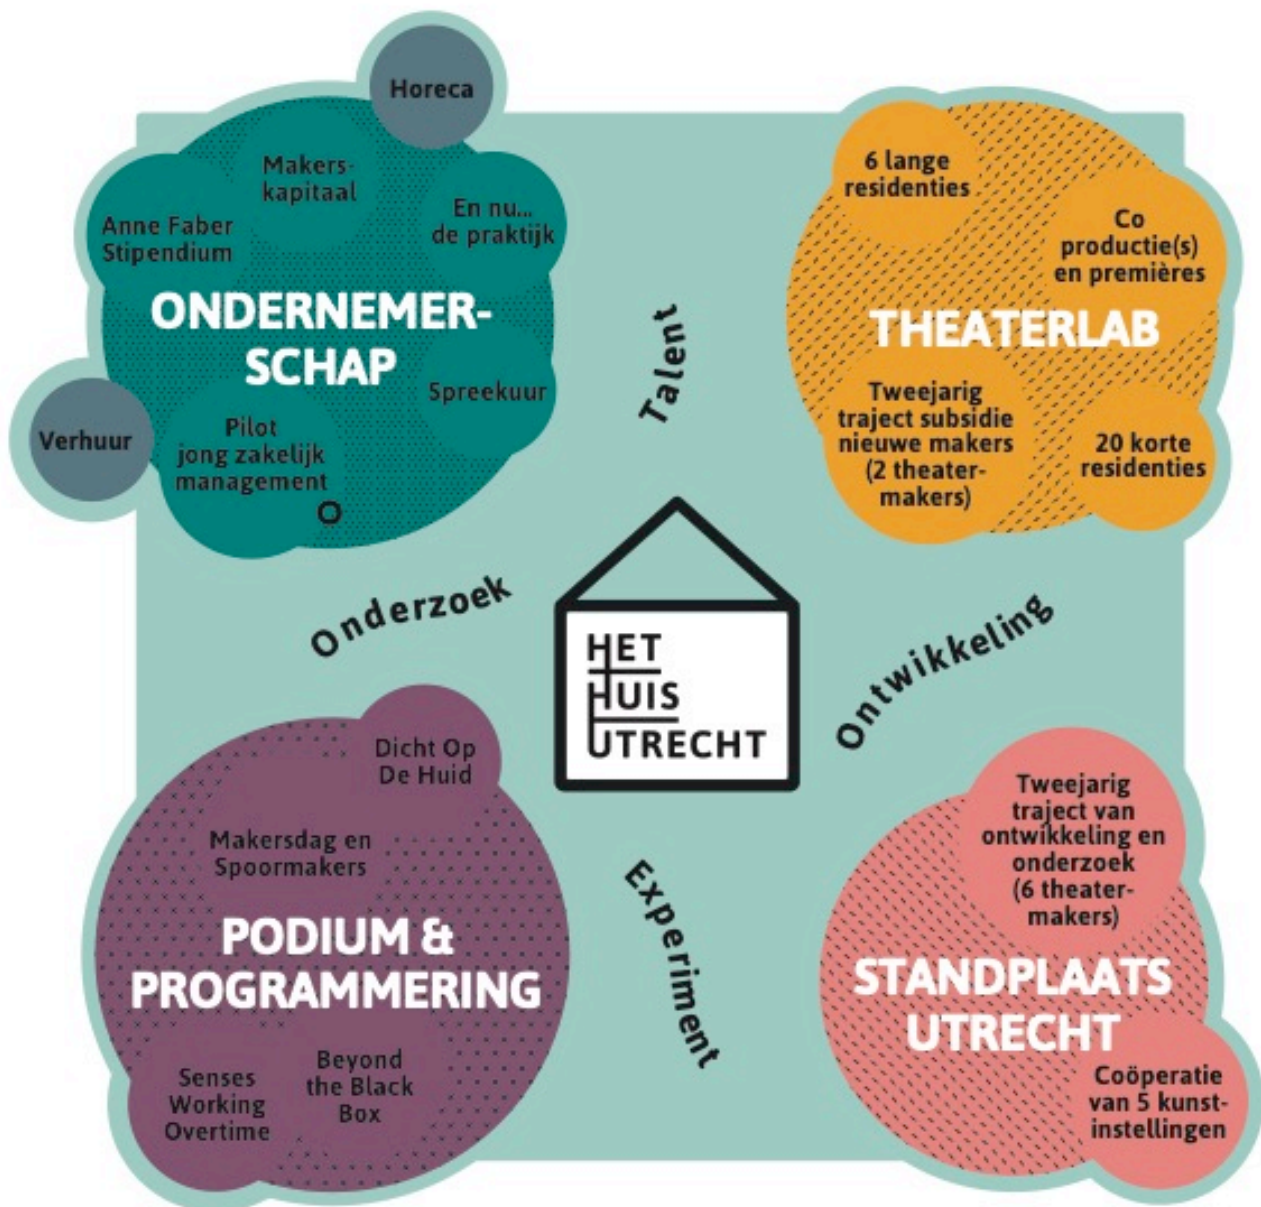 Horeca
Makers-
kapitaal
Anne Faber
Stipendium
En nu...
de praktijk
ONDERNEMER-
SCHAP
Spreekuur
Verhuur
Pilot
jong zakelijk
management
6 lange
residenties
Co
productie(s)
en premières
THEATERLAB
Tweejarig
traject subsidie
nieuwe makers
(2 theater-
makers)
20 korte
residenties
Talent
Onderzoek
Ontwikkeling
Experiment
HET
HUIS
UTRECHT
Dicht Op
De Huid
Makersdag en
Spoormakers
PODIUM &
PROGRAMMERING
Senses
Working
Overtime
Beyond
the Black
Box
Tweejarig
traject van
ontwikkeling en
onderzoek
(6 theater-
makers)
STANDPLAATS
UTRECHT
Coöperatie
van 5 kunst-
instellingen